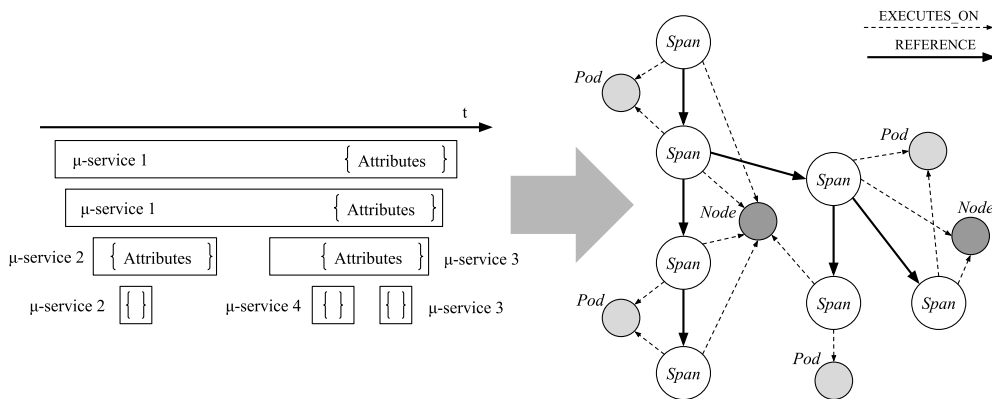 t
μ-service 1 { Attributes }
μ-service 1 { Attributes }
μ-service 2 { Attributes } { Attributes } μ-service 3
μ-service 2 { } μ-service 4 { } { } μ-service 3
EXECUTES_ON
REFERENCE
Span
Pod
Span
Pod
Span
Node
Node
Span
Pod
Span
Span
Span
Pod